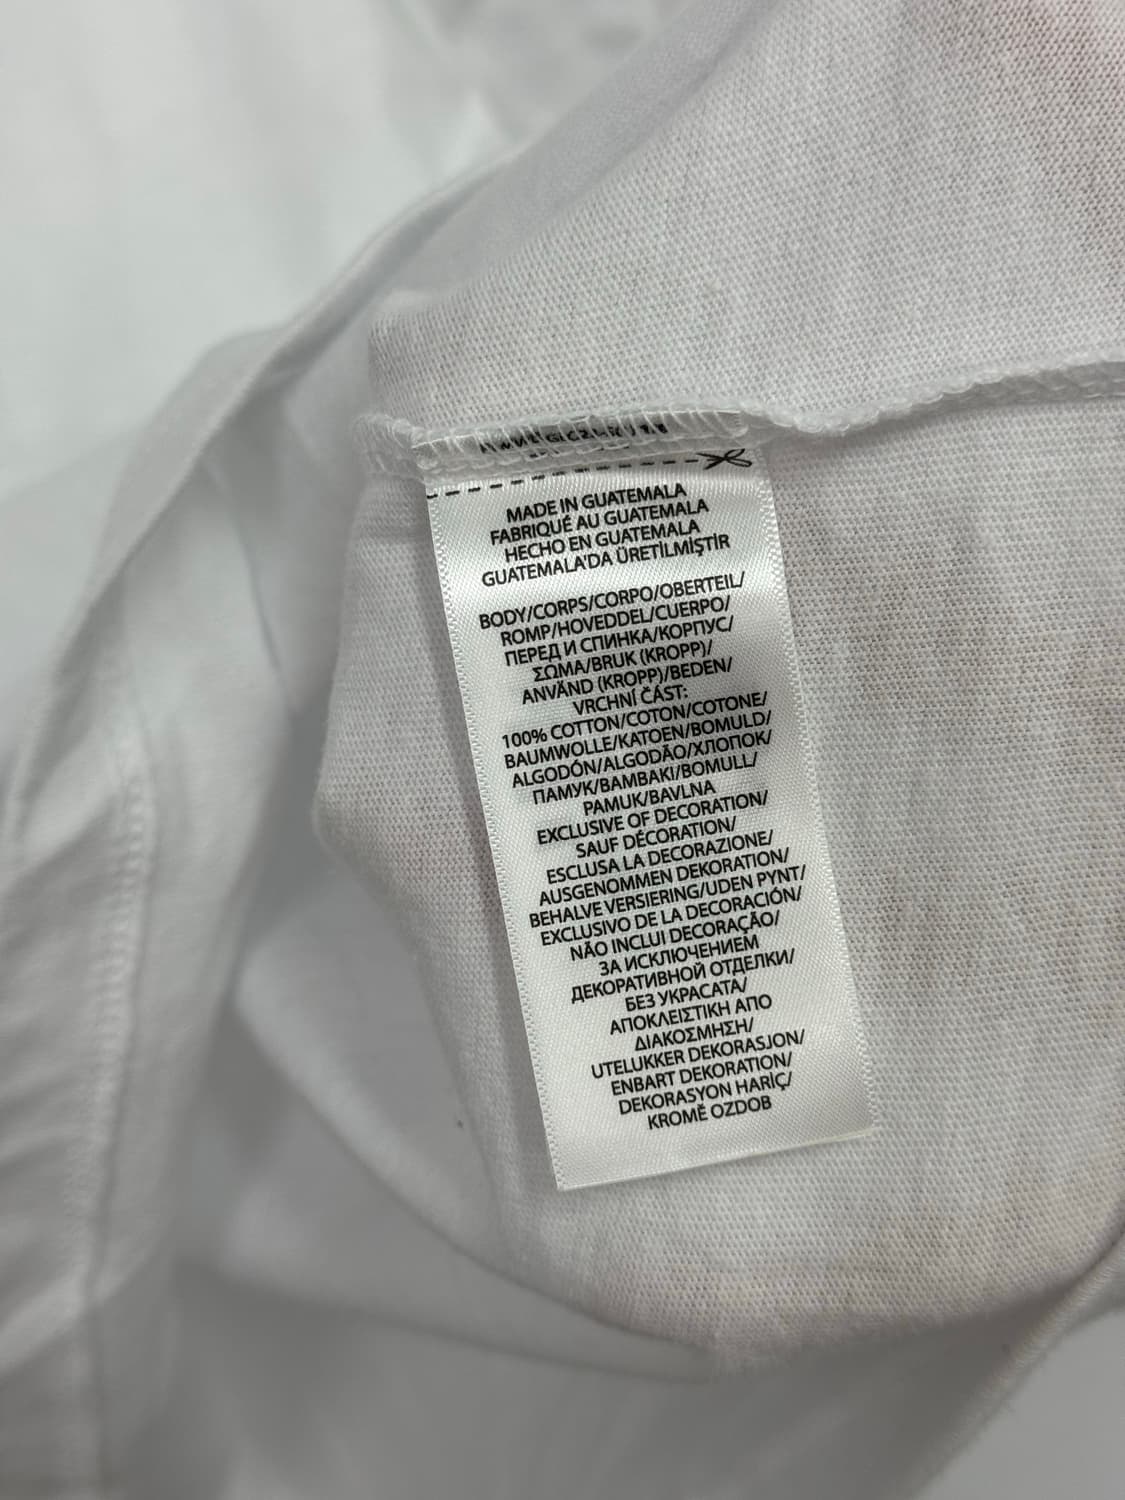 MADE IN GUATEMALA
FABRIQUÉ AU GUATEMALA
HECHO EN GUATEMALA
GUATEMALA'DA ÜRETİLMİŞTİR
BODY/CORPS/CORPO/OBERTEIL/
ROMP/HOVEDDEL/CUERPO/
ПЕРЕД И СПИНКА/КОРПУС/
ΣΩΜΑ/BRUK (KROPP)/
ANVÄND (KROPP)/BEDEN/
VRCHNÍ ČÁST:
100% COTTON/COTON/COTONE/
BAUMWOLLE/KATOEN/BOMULD/
ALGODÓN/ALGODÃO/ХЛОПОК/
ПАМУК/ΒΑΜΒΑΚΙ/BOMULL/
PAMUK/BAVLNA
EXCLUSIVE OF DECORATION/
SAUF DÉCORATION/
ESCLUSA LA DECORAZIONE/
AUSGENOMMEN DEKORATION/
BEHALVE VERSIERING/UDEN PYNT/
EXCLUSIVO DE LA DECORACIÓN/
NÃO INCLUI DECORAÇÃO/
ЗА ИСКЛЮЧЕНИЕМ
ДЕКОРАТИВНОЙ ОТДЕЛКИ/
БЕЗ УКРАСАТА/
ΑΠΟΚΛΕΙΣΤΙΚΗ ΑΠΟ
ΔΙΑΚΟΣΜΗΣΗ/
UTELUKKER DEKORASJON/
ENBART DEKORATION/
DEKORASYON HARİÇ/
KROMĚ OZDOB